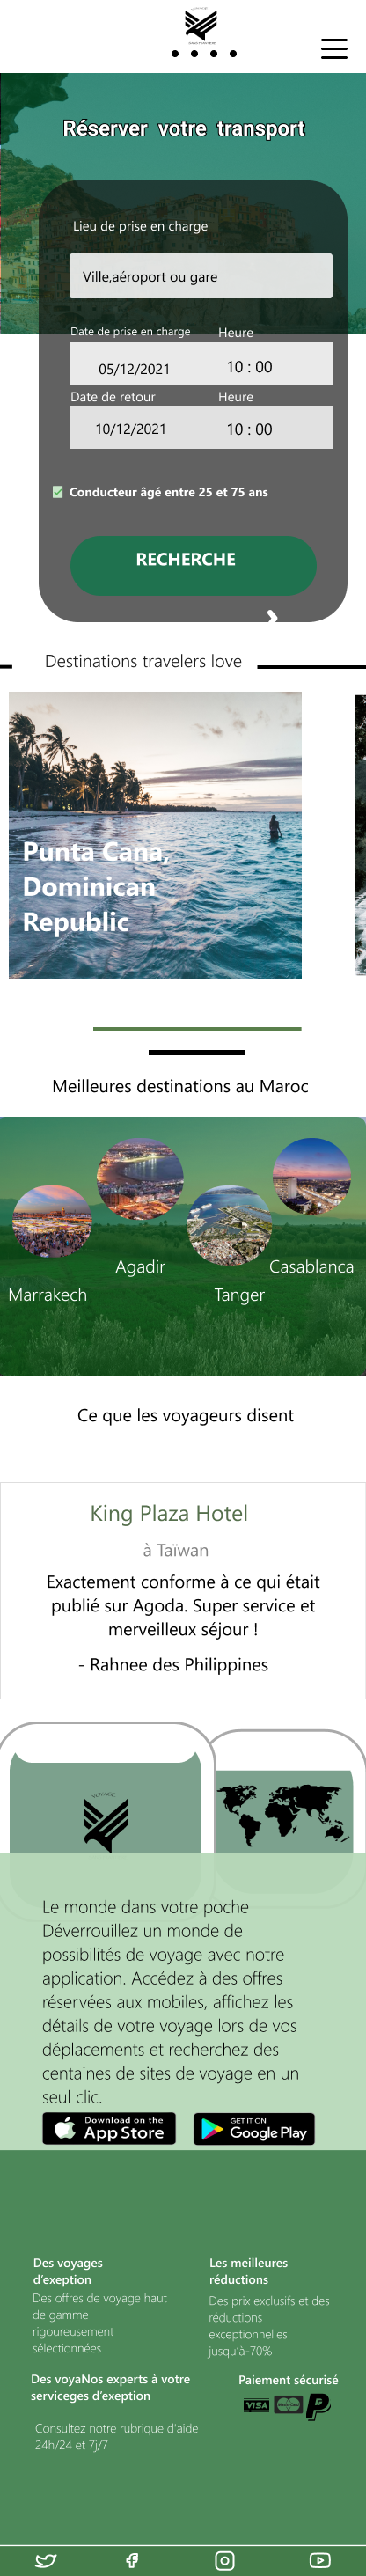 Réserver votre transport
Lieu de prise en charge
Ville,aéroport ou gare
Date de prise en charge Heure
05/12/2021 10 : 00
Date de retour Heure
10/12/2021 10 : 00
Conducteur âgé entre 25 et 75 ans
RECHERCHE
Destinations travelers love
Punta Cana,
Dominican
Republic
Meilleures destinations au Maroc
Agadir Casablanca
Marrakech Tanger
Ce que les voyageurs disent
King Plaza Hotel
à Taïwan
Exactement conforme à ce qui était
publié sur Agoda. Super service et
merveilleux séjour !
- Rahnee des Philippines
VOYAGE
Le monde dans votre poche
Déverrouillez un monde de
possibilités de voyage avec notre
application. Accédez à des offres
réservées aux mobiles, affichez les
détails de votre voyage lors de vos
déplacements et recherchez des
centaines de sites de voyage en un
seul clic.
Download on the
App Store
GET IT ON
Google Play
Des voyages
d'exeption
Des offres de voyage haut
de gamme
rigoureusement
sélectionnées
Les meilleures
réductions
Des prix exclusifs et des
réductions
exceptionnelles
jusqu'à-70%
Des voyaNos experts à votre
serviceges d'exeption
Consultez notre rubrique d'aide
24h/24 et 7j/7
Paiement sécurisé
VISA MasterCard